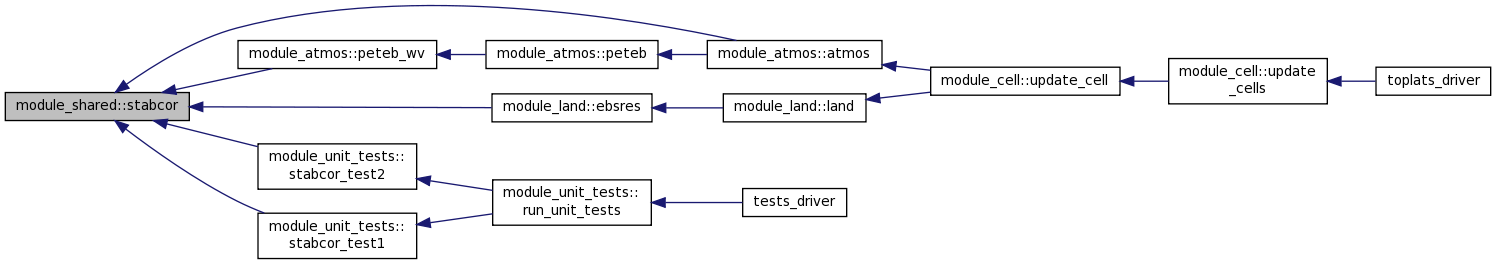 module_shared::stabcor
module_atmos::peteb_wv
module_atmos::peteb
module_atmos::atmos
module_land::ebsres
module_land::land
module_cell::update_cell
module_cell::update
_cells
toplats_driver
module_unit_tests::
stabcor_test2
module_unit_tests::
stabcor_test1
module_unit_tests::
run_unit_tests
tests_driver